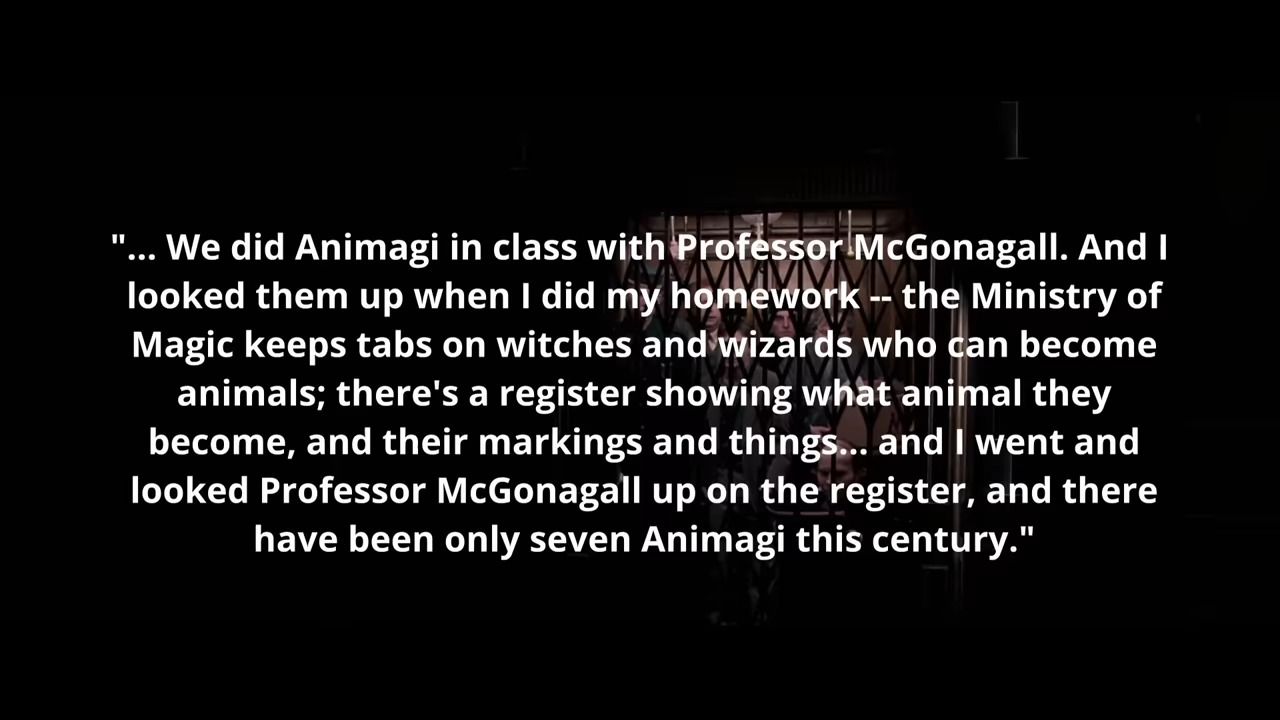 "... We did Animagi in class with Professor McGonagall. And I
looked them up when I did my homework -- the Ministry of
Magic keeps tabs on witches and wizards who can become
animals; there's a register showing what animal they
become, and their markings and things... and I went and
looked Professor McGonagall up on the register, and there
have been only seven Animagi this century."